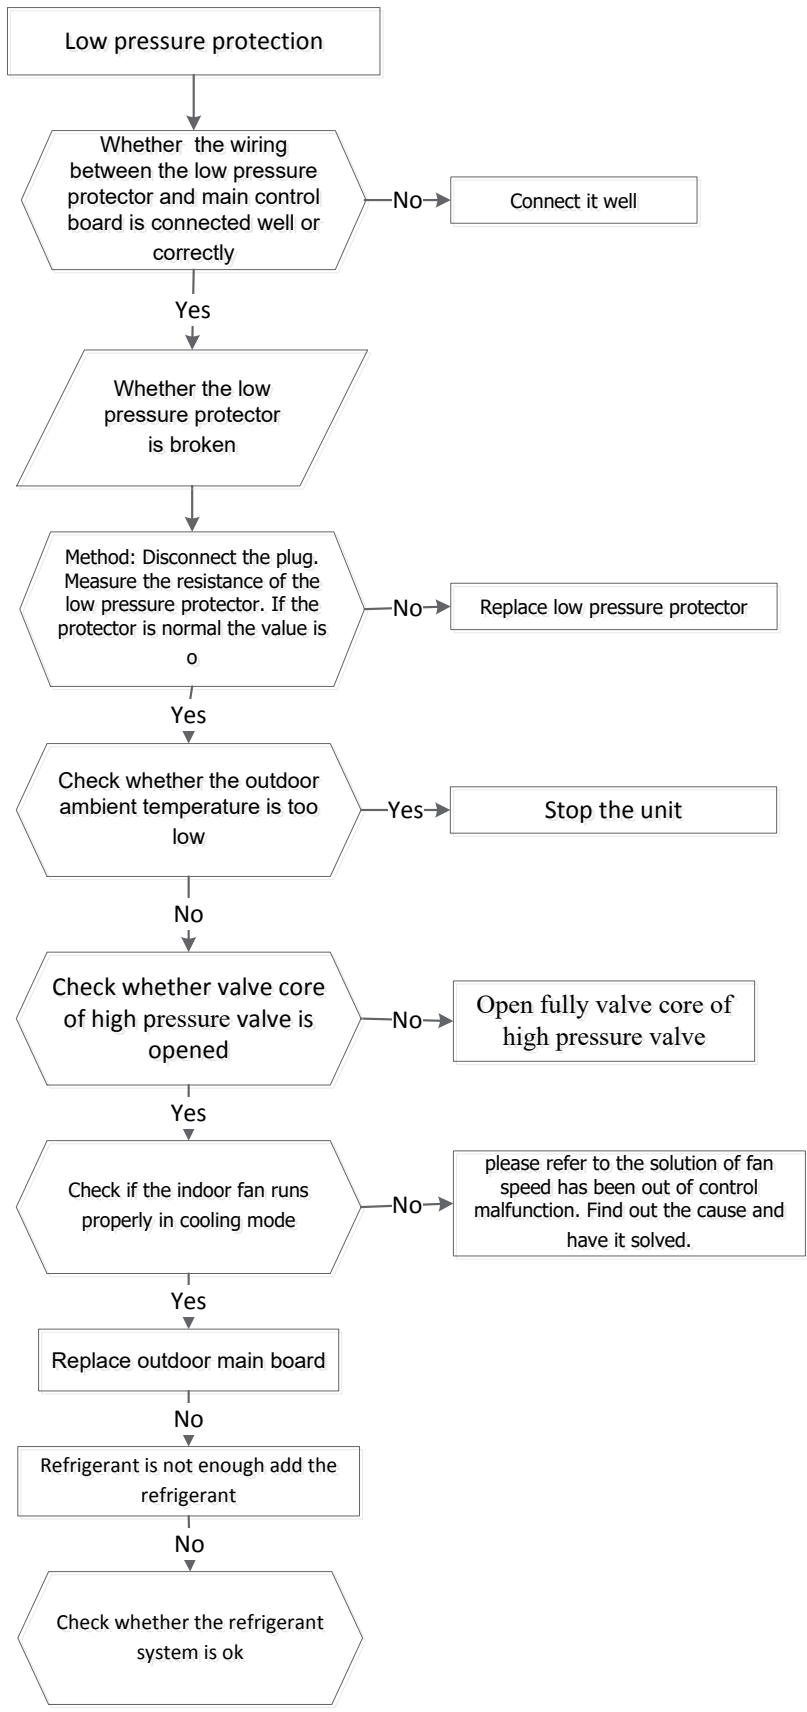 Low pressure protection
Whether the wiring
between the low pressure
protector and main control
board is connected well or
correctly
No
Connect it well
Yes
Whether the low
pressure protector
is broken
Method: Disconnect the plug.
Measure the resistance of the
low pressure protector. If the
protector is normal the value is
o
No
Replace low pressure protector
Yes
Check whether the outdoor
ambient temperature is too
low
Yes
Stop the unit
No
Check whether valve core
of high pressure valve is
opened
No
Open fully valve core of
high pressure valve
Yes
Check if the indoor fan runs
properly in cooling mode
No
please refer to the solution of fan
speed has been out of control
malfunction. Find out the cause and
have it solved.
Yes
Replace outdoor main board
No
Refrigerant is not enough add the
refrigerant
No
Check whether the refrigerant
system is ok